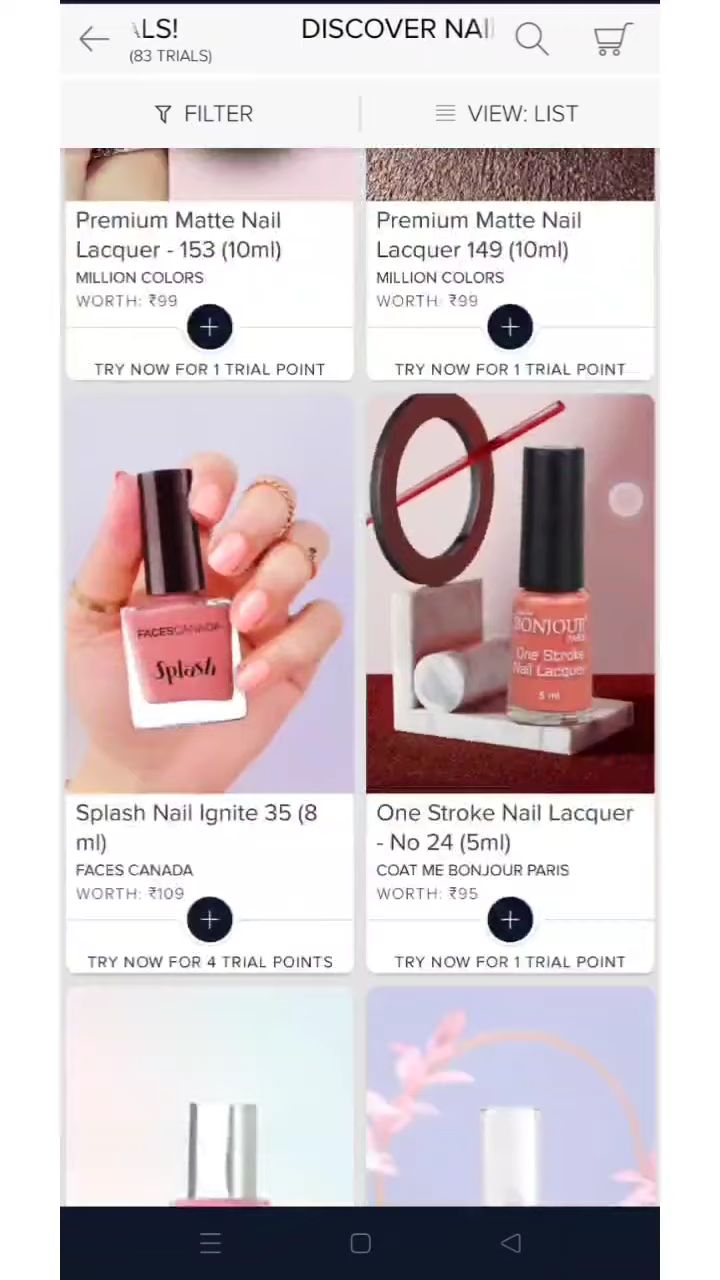 ALS!
DISCOVER NAI
(83 TRIALS)
FILTER
VIEW: LIST
Premium Matte Nail
Lacquer - 153 (10ml)
MILLION COLORS
WORTH: ₹99
TRY NOW FOR 1 TRIAL POINT
Premium Matte Nail
Lacquer 149 (10ml)
MILLION COLORS
WORTH: ₹99
TRY NOW FOR 1 TRIAL POINT
FACESCANADA
Splash
BONJOUR
PARIS
One Stroke
Nail Lacquer
5 ml
Splash Nail Ignite 35 (8
ml)
FACES CANADA
WORTH: ₹109
TRY NOW FOR 4 TRIAL POINTS
One Stroke Nail Lacquer
- No 24 (5ml)
COAT ME BONJOUR PARIS
WORTH: ₹95
TRY NOW FOR 1 TRIAL POINT